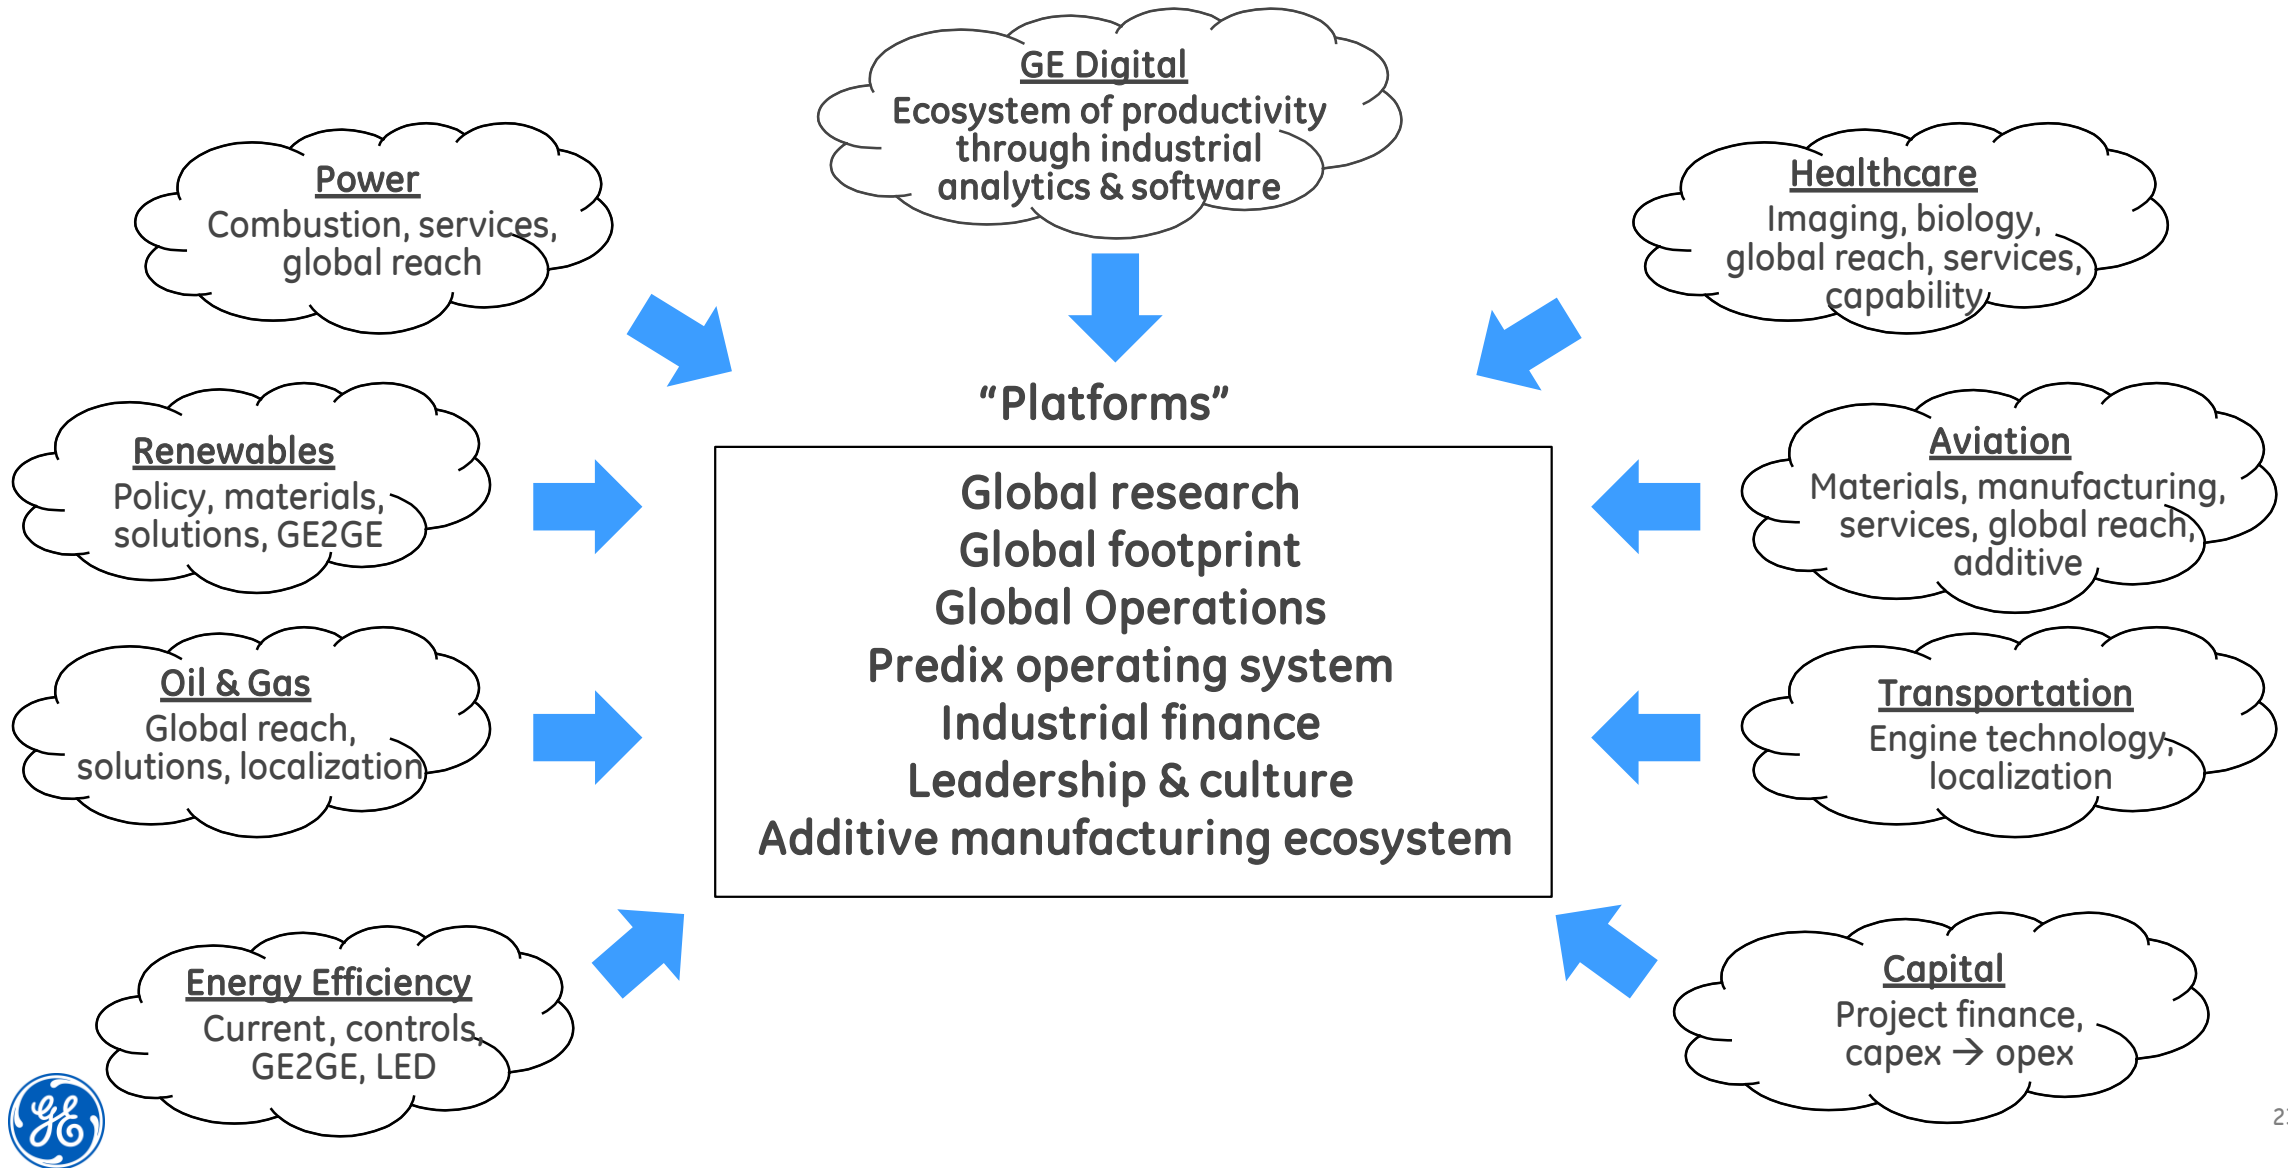 GE Digital
Ecosystem of productivity
through industrial
analytics & software
Power
Combustion, services,
global reach
Healthcare
Imaging, biology,
global reach, services,
capability
Renewables
Policy, materials,
solutions, GE2GE
Aviation
Materials, manufacturing,
services, global reach,
additive
Oil & Gas
Global reach,
solutions, localization
Transportation
Engine technology,
localization
Energy Efficiency
Current, controls,
GE2GE, LED
Capital
Project finance,
capex → opex
“Platforms”
Global research
Global footprint
Global Operations
Predix operating system
Industrial finance
Leadership & culture
Additive manufacturing ecosystem
GE